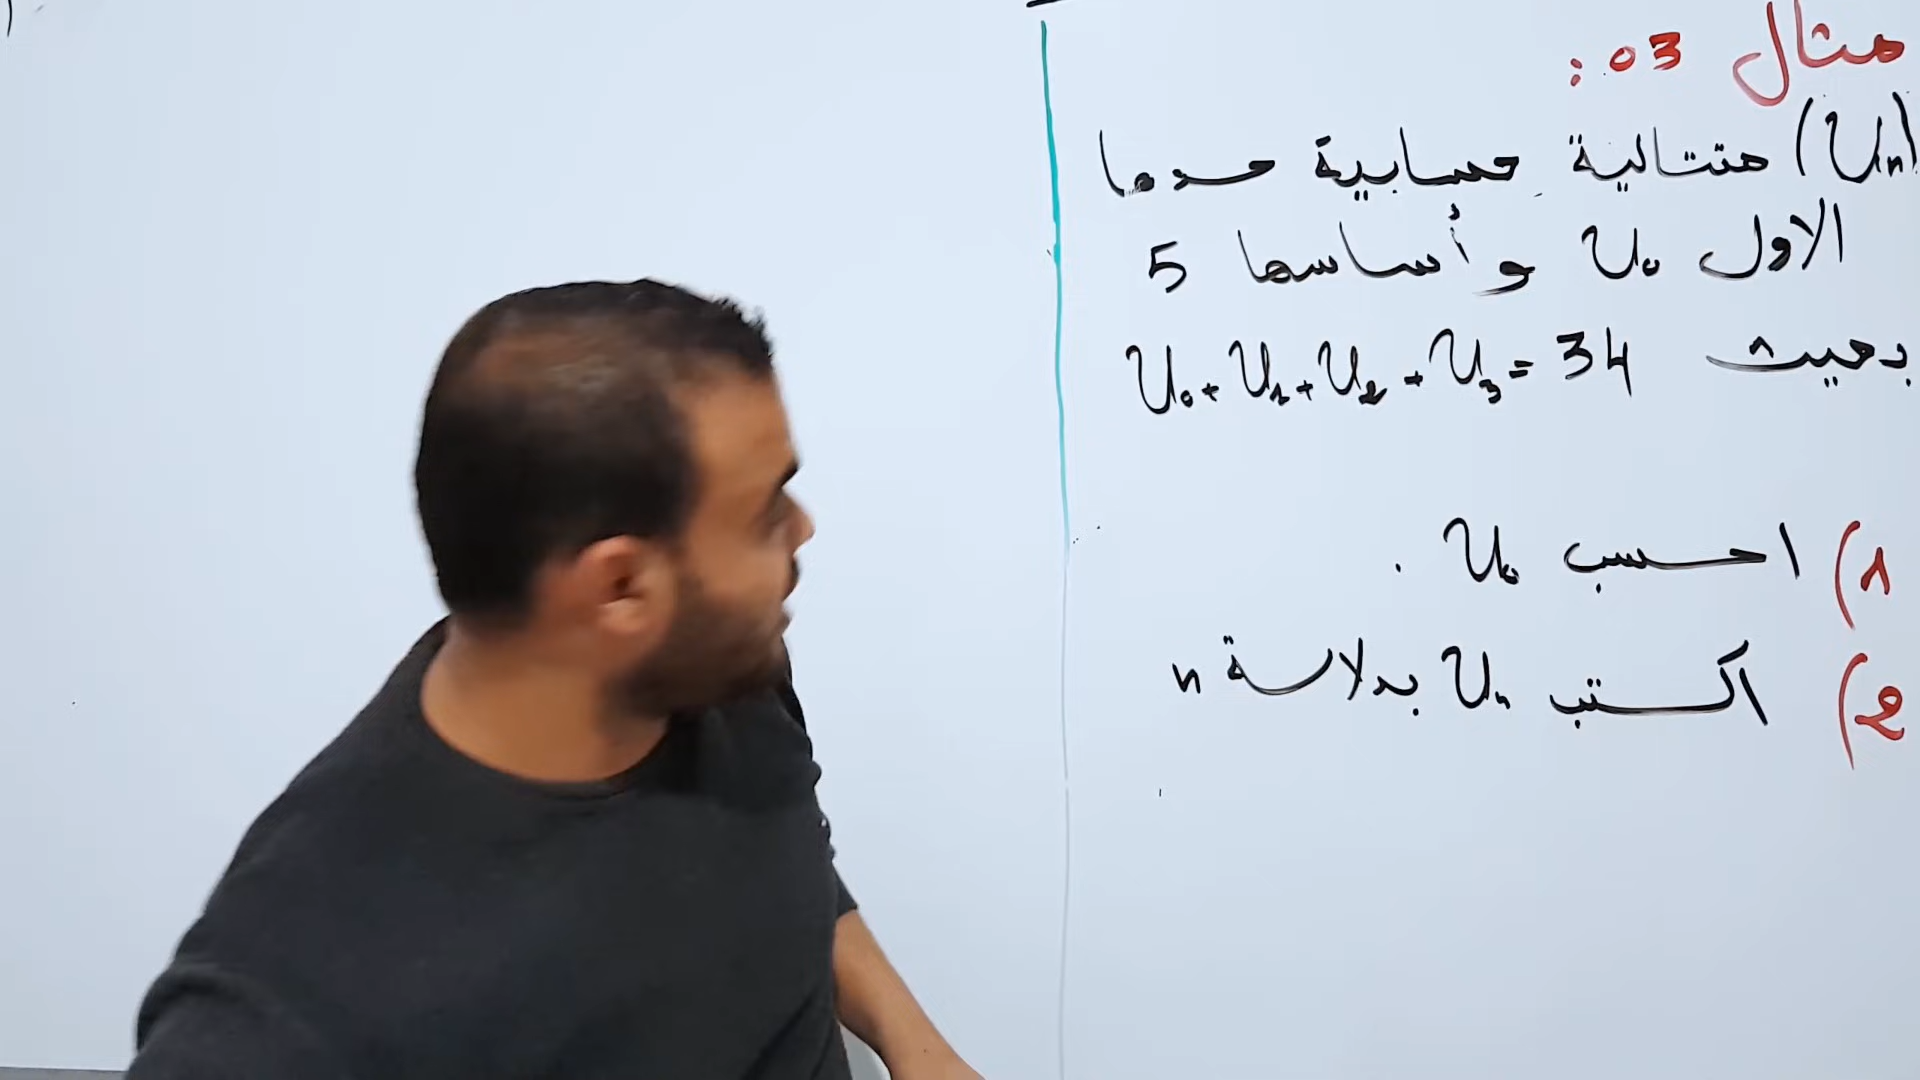 مثال 03 :
(Un) متتالية حسابية حدها
الاول U0 و أساسها 5
بحيث U0 + U1 + U2 + U3 = 34
1) احسب U0 .
2) اكتب Un بدلالة n